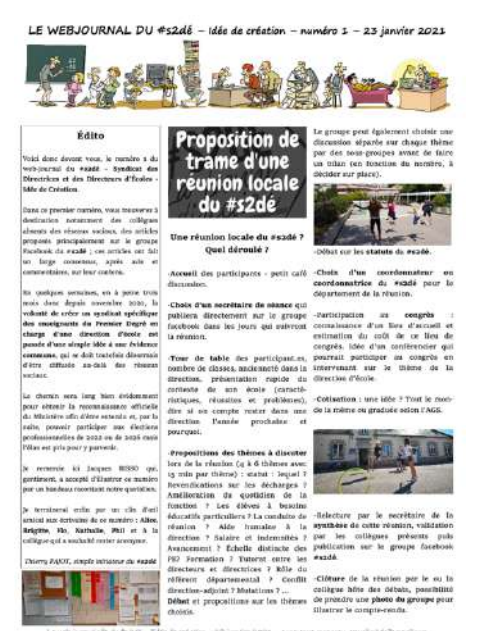 LE WEBJOURNAL DU #s2dé – Idée de création – numéro 1 – 23 janvier 2021
Édito
Voici donc devant vous, le numéro 1 du
web-journal du #s2dé – Syndicat des
Directrices et des Directeurs d'Écoles -
Idée de Création.
Dans ce premier numéro, vous trouverez à
destination notamment des collègues
absents des réseaux sociaux, des articles
proposés principalement sur le groupe
Facebook du #s2dé ; ces articles ont fait
un large consensus, après avis et
commentaires, sur leur contenu.
En quelques semaines, en à peine trois
mois donc depuis novembre 2020, la
volonté de créer un syndicat spécifique
des enseignants du Premier Degré en
charge d'une direction d'école est
passée d'une simple idée à une évidence
commune, qui se doit toutefois désormais
d'être diffusée au-delà des réseaux
sociaux.
Le chemin sera long bien évidemment
pour obtenir la reconnaissance officielle
du Ministère afin d'être entendu et, par la
suite, pouvoir participer aux élections
professionnelles de 2022 ou de 2026 mais
l'élan est pris pour y parvenir.
Je remercie ici Jacques RISSO qui,
gentiment, a accepté d'illustrer ce numéro
par un bandeau racontant notre quotidien.
Je terminerai enfin par un clin d'œil
amical aux écrivains de ce numéro : Alice,
Brigitte, Flo, Nathalie, Phil et à la
collègue qui a souhaité rester anonyme.
Thierry PAJOT, simple initiateur du #s2dé
Proposition de
trame d'une
réunion locale
du #s2dé
Une réunion locale du #s2dé ?
Quel déroulé ?
-Accueil des participants - petit café
discussion.
-Choix d'un secrétaire de séance qui
publiera directement sur le groupe
facebook dans les jours qui suivront
la réunion.
-Tour de table des participant.es,
nombre de classes, ancienneté dans la
direction, présentation rapide du
contexte de son école (caracté-
ristiques, réussites et problèmes),
dire si on compte rester dans une
direction l'année prochaine et
pourquoi.
-Propositions des thèmes à discuter
lors de la réunion (4 à 6 thèmes avec
15 min par thème) : statut : lequel ?
Revendications sur les décharges ?
Amélioration du quotidien de la
fonction ? Les élèves à besoins
éducatifs particuliers ? La conduite de
réunion ? Aide humaine à la
direction ? Salaire et indemnités ?
Avancement ? Échelle distincte des
PE? Formation ? Tutorat entre les
directeurs et directrices ? Rôle du
référent départemental ? Conflit
direction-adjoint ? Mutations ? ...
Débat et propositions sur les thèmes
choisis.
Le groupe peut également choisir une
discussion séparée sur chaque thème
par des sous-groupes avant de faire
un bilan (en fonction du nombre, à
décider sur place).
-Débat sur les statuts du #s2dé.
-Choix d'un coordonnateur ou
coordonnatrice du #s2dé pour le
département de la réunion.
-Participation au congrès :
connaissance d'un lieu d'accueil et
estimation du coût de ce lieu de
congrès. Idée d'un conférencier qui
pourrait participer au congrès en
intervenant sur le thème de la
direction d'école.
-Cotisation : une idée ? Tout le mon-
de la même ou graduée selon l'AGS.
-Relecture par le secrétaire de la
synthèse de cette réunion, validation
par les collègues présents puis
publication sur le groupe facebook
#s2dé.
-Clôture de la réunion par le ou la
collègue hôte des débats, possibilité
de prendre une photo du groupe pour
illustrer le compte-rendu.